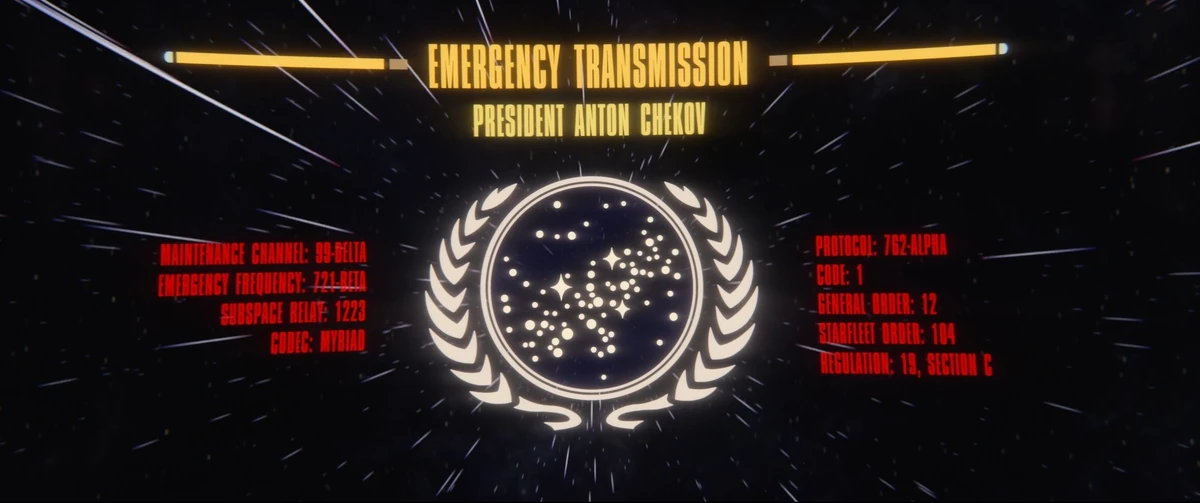 EMERGENCY TRANSMISSION
PRESIDENT ANTON CHEKOV
MAINTENANCE CHANNEL: 99-BELTA
EMERGENCY FREQUENCY: 721-BETA
SUBSPACE RELAY: 1223
CODEC: MYRIAD
PROTOCOL: 762-ALPHA
CODE: 1
GENERAL ORDER: 12
STARFLEET ORDER: 104
REGULATION: 19, SECTION C